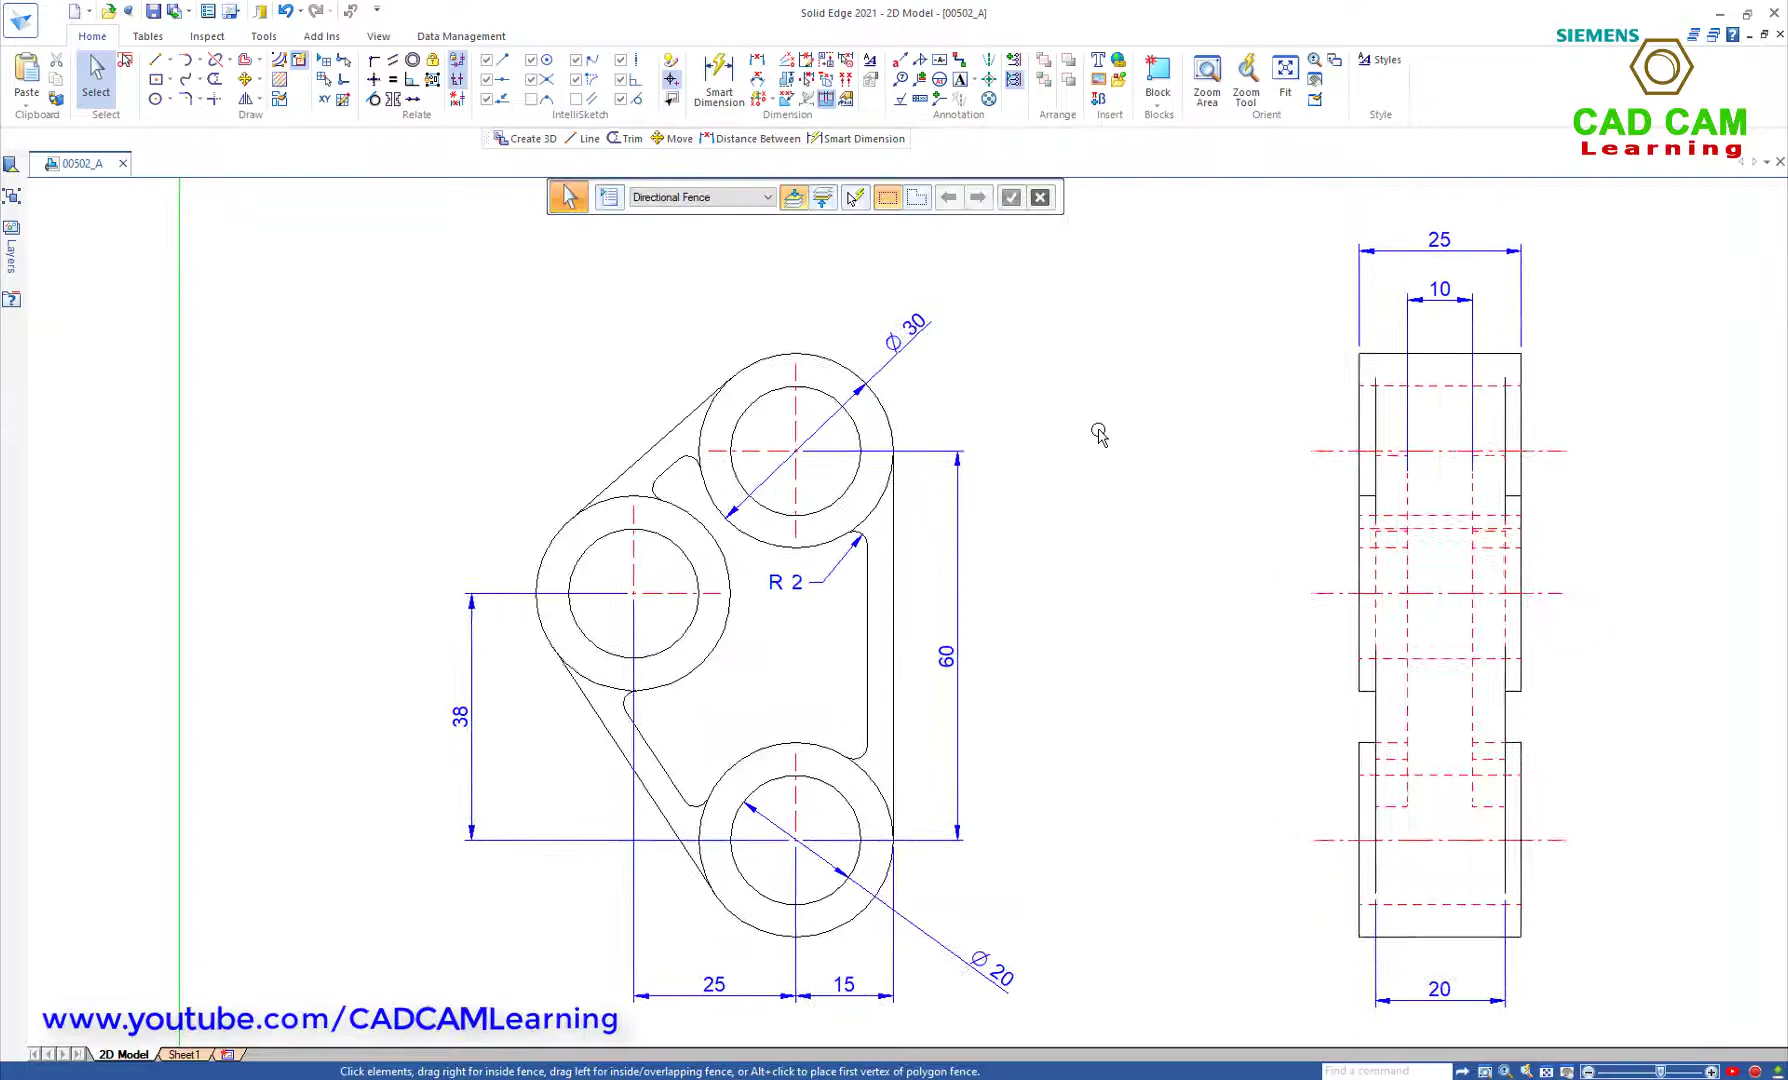 Solid Edge 2021 - 2D Model - [00502_A]
Home Tables Inspect Tools Add Ins View Data Management
SIEMENS
Paste
Select
Smart Dimension
Block
Zoom Area
Zoom Tool
Fit
Styles
Clipboard Select Draw Relate IntelliSketch Dimension Annotation Arrange Insert Blocks Orient Style
CAD CAM
Learning
Create 3D Line Trim Move Distance Between Smart Dimension
00502_A
Directional Fence
Layers
25
10
Ø 30
R 2
60
38
Ø 20
25 15
20
www.youtube.com/CADCAMLearning
2D Model Sheet1
Click elements, drag right for inside fence, drag left for inside/overlapping fence, or Alt+click to place first vertex of polygon fence.
Find a command